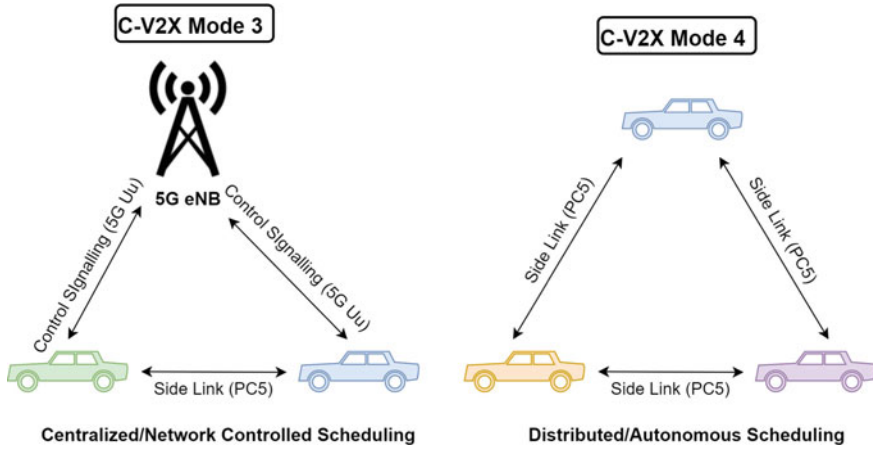 C-V2X Mode 3
5G eNB
Control SIgnalling (5G Uu)
Control SIgnalling (5G Uu)
Side Link (PC5)
Centralized/Network Controlled Scheduling
C-V2X Mode 4
Side Link (PC5)
Side Link (PC5)
Side Link (PC5)
Distributed/Autonomous Scheduling